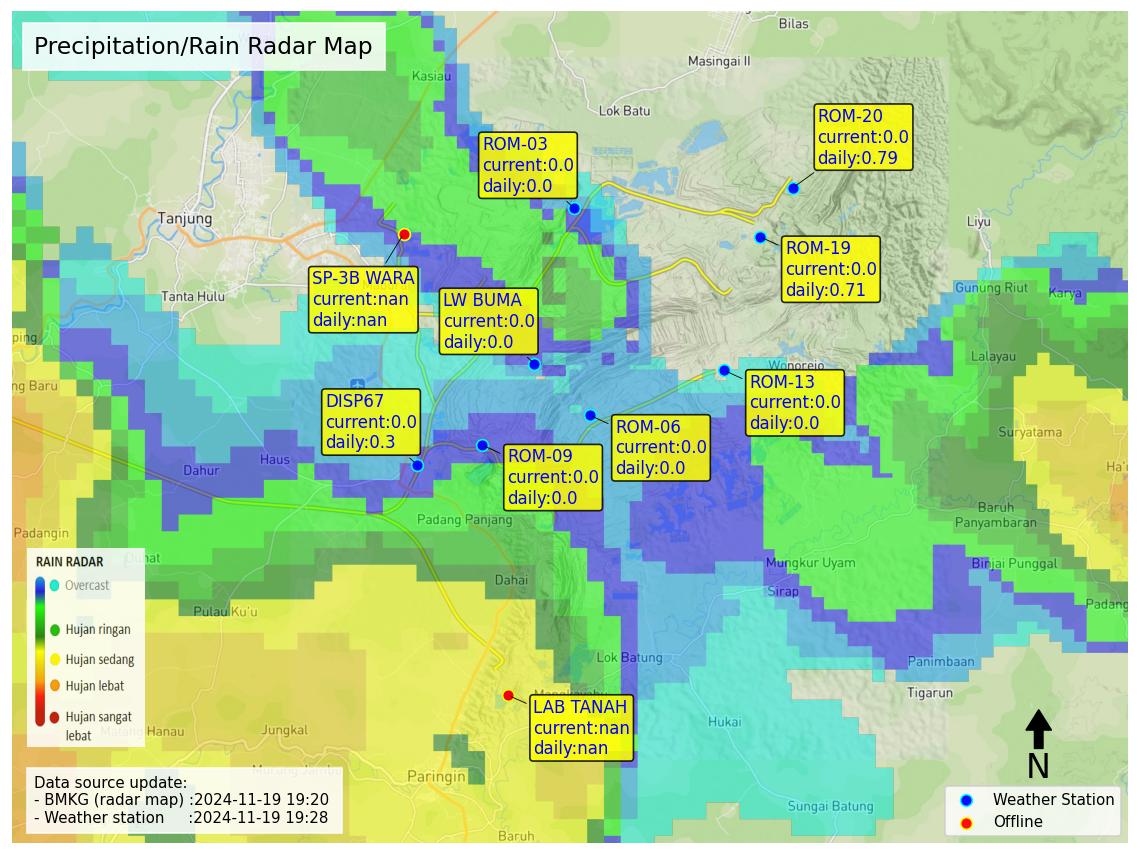 Precipitation/Rain Radar Map
Bilas
Masingai II
Kasiau
Lok Batu
ROM-20
current:0.0
daily:0.79
ROM-03
current:0.0
daily:0.0
Tanjung
Liyu
ROM-19
current:0.0
daily:0.71
SP-3B WARA
current:nan
daily:nan
Tanta Hulu
LW BUMA
current:0.0
daily:0.0
Gunung Riut
Karya
ping
Lalayau
Wonorejo
ng Baru
ROM-13
current:0.0
daily:0.0
DISP67
current:0.0
daily:0.3
ROM-06
current:0.0
daily:0.0
Suryatama
Haus
Dahur
ROM-09
current:0.0
daily:0.0
Ha'u
Baruh
Panyambaran
Padang Panjang
Padangin
RAIN RADAR
Overcast
Hujan ringan
Hujan sedang
Hujan lebat
Hujan sangat
lebat
Mungkur Uyam
Binjai Punggal
Dahai
Sirap
Padang
Pulau Ku'u
Lok Batung
Panimbaan
Tigarun
LAB TANAH
current:nan
daily:nan
Hukai
Jungkal
Paringin
Sungai Batung
Baruh
Data source update:
- BMKG (radar map) :2024-11-19 19:20
- Weather station :2024-11-19 19:28
N
Weather Station
Offline